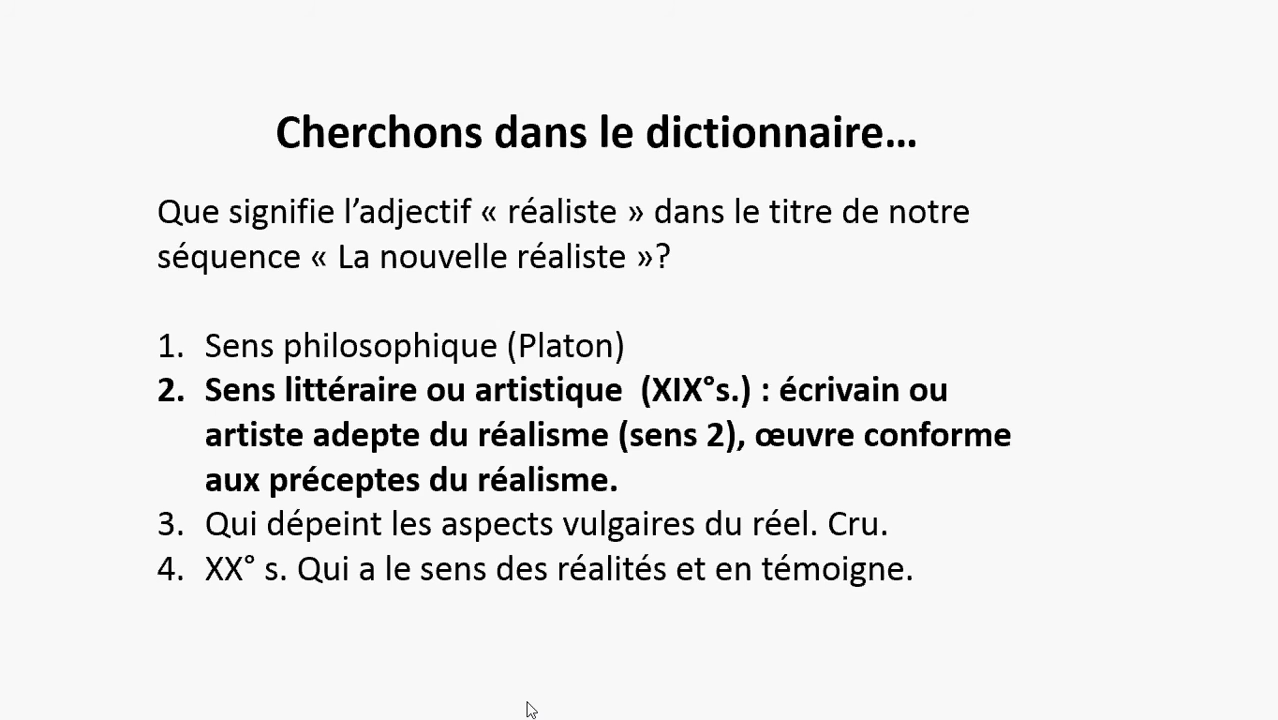 Cherchons dans le dictionnaire...
Que signifie l’adjectif « réaliste » dans le titre de notre
séquence « La nouvelle réaliste »?
1. Sens philosophique (Platon)
2. Sens littéraire ou artistique (XIX°s.) : écrivain ou
artiste adepte du réalisme (sens 2), œuvre conforme
aux préceptes du réalisme.
3. Qui dépeint les aspects vulgaires du réel. Cru.
4. XX° s. Qui a le sens des réalités et en témoigne.